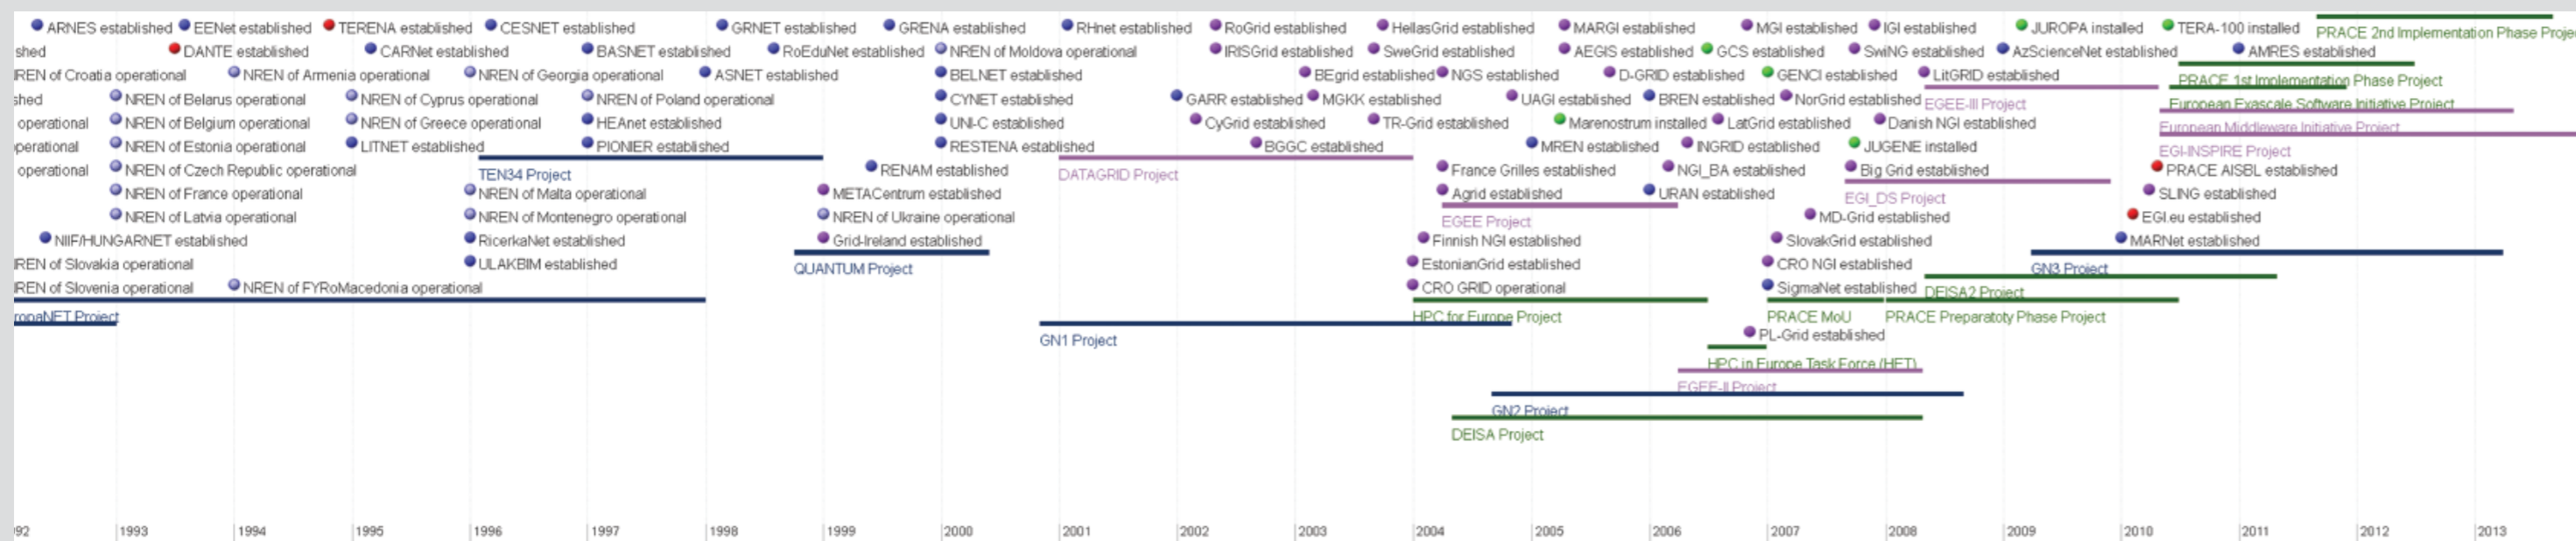 ARNES established EENet established TERENA established CESNET established GRNET established GRENA established RHnet established RoGrid established HellasGrid established MARGI established MGI established IGI established JUROPA installed TERA-100 installed PRACE 2nd Implementation Phase Proje
shed DANTE established CARNet established BASNET established RoEduNet established NREN of Moldova operational IRISGrid established SweGrid established AEGIS established GCS established SwiNG established AzScienceNet established AMRES established
REN of Croatia operational NREN of Armenia operational NREN of Georgia operational ASNET established BELNET established BEgrid established NGS established D-GRID established GENCI established LitGRID established PRACE 1st Implementation Phase Project
shed NREN of Belarus operational NREN of Cyprus operational NREN of Poland operational CYNET established GARR established MGKK established UAGI established BREN established NorGrid established EGEE-III Project European Exascale Software Initiative Project
operational NREN of Belgium operational NREN of Greece operational HEAnet established UNI-C established CyGrid established TR-Grid established Marenostrum installed LatGrid established Danish NGI established European Middleware Initiative Project
perational NREN of Estonia operational LITNET established PIONIER established RESTENA established BGGC established MREN established INGRID established JUGENE installed EGI-INSPIRE Project
operational NREN of Czech Republic operational TEN34 Project RENAM established DATAGRID Project France Grilles established NGI_BA established Big Grid established PRACE AISBL established
NREN of France operational NREN of Malta operational METACentrum established Agrid established URAN established EGI_DS Project SLING established
NREN of Latvia operational NREN of Montenegro operational NREN of Ukraine operational EGEE Project MD-Grid established EGI.eu established
NIIF/HUNGARNET established RicerkaNet established Grid-Ireland established Finnish NGI established SlovakGrid established MARNet established
REN of Slovakia operational ULAKBIM established QUANTUM Project EstonianGrid established CRO NGI established GN3 Project
REN of Slovenia operational NREN of FYRoMacedonia operational CRO GRID operational SigmaNet established DEISA2 Project
ropaNET Project HPC for Europe Project PRACE MoU PRACE Preparatoty Phase Project
GN1 Project PL-Grid established
HPC in Europe Task Force (HET)
EGEE-II Project
GN2 Project
DEISA Project
92 1993 1994 1995 1996 1997 1998 1999 2000 2001 2002 2003 2004 2005 2006 2007 2008 2009 2010 2011 2012 2013